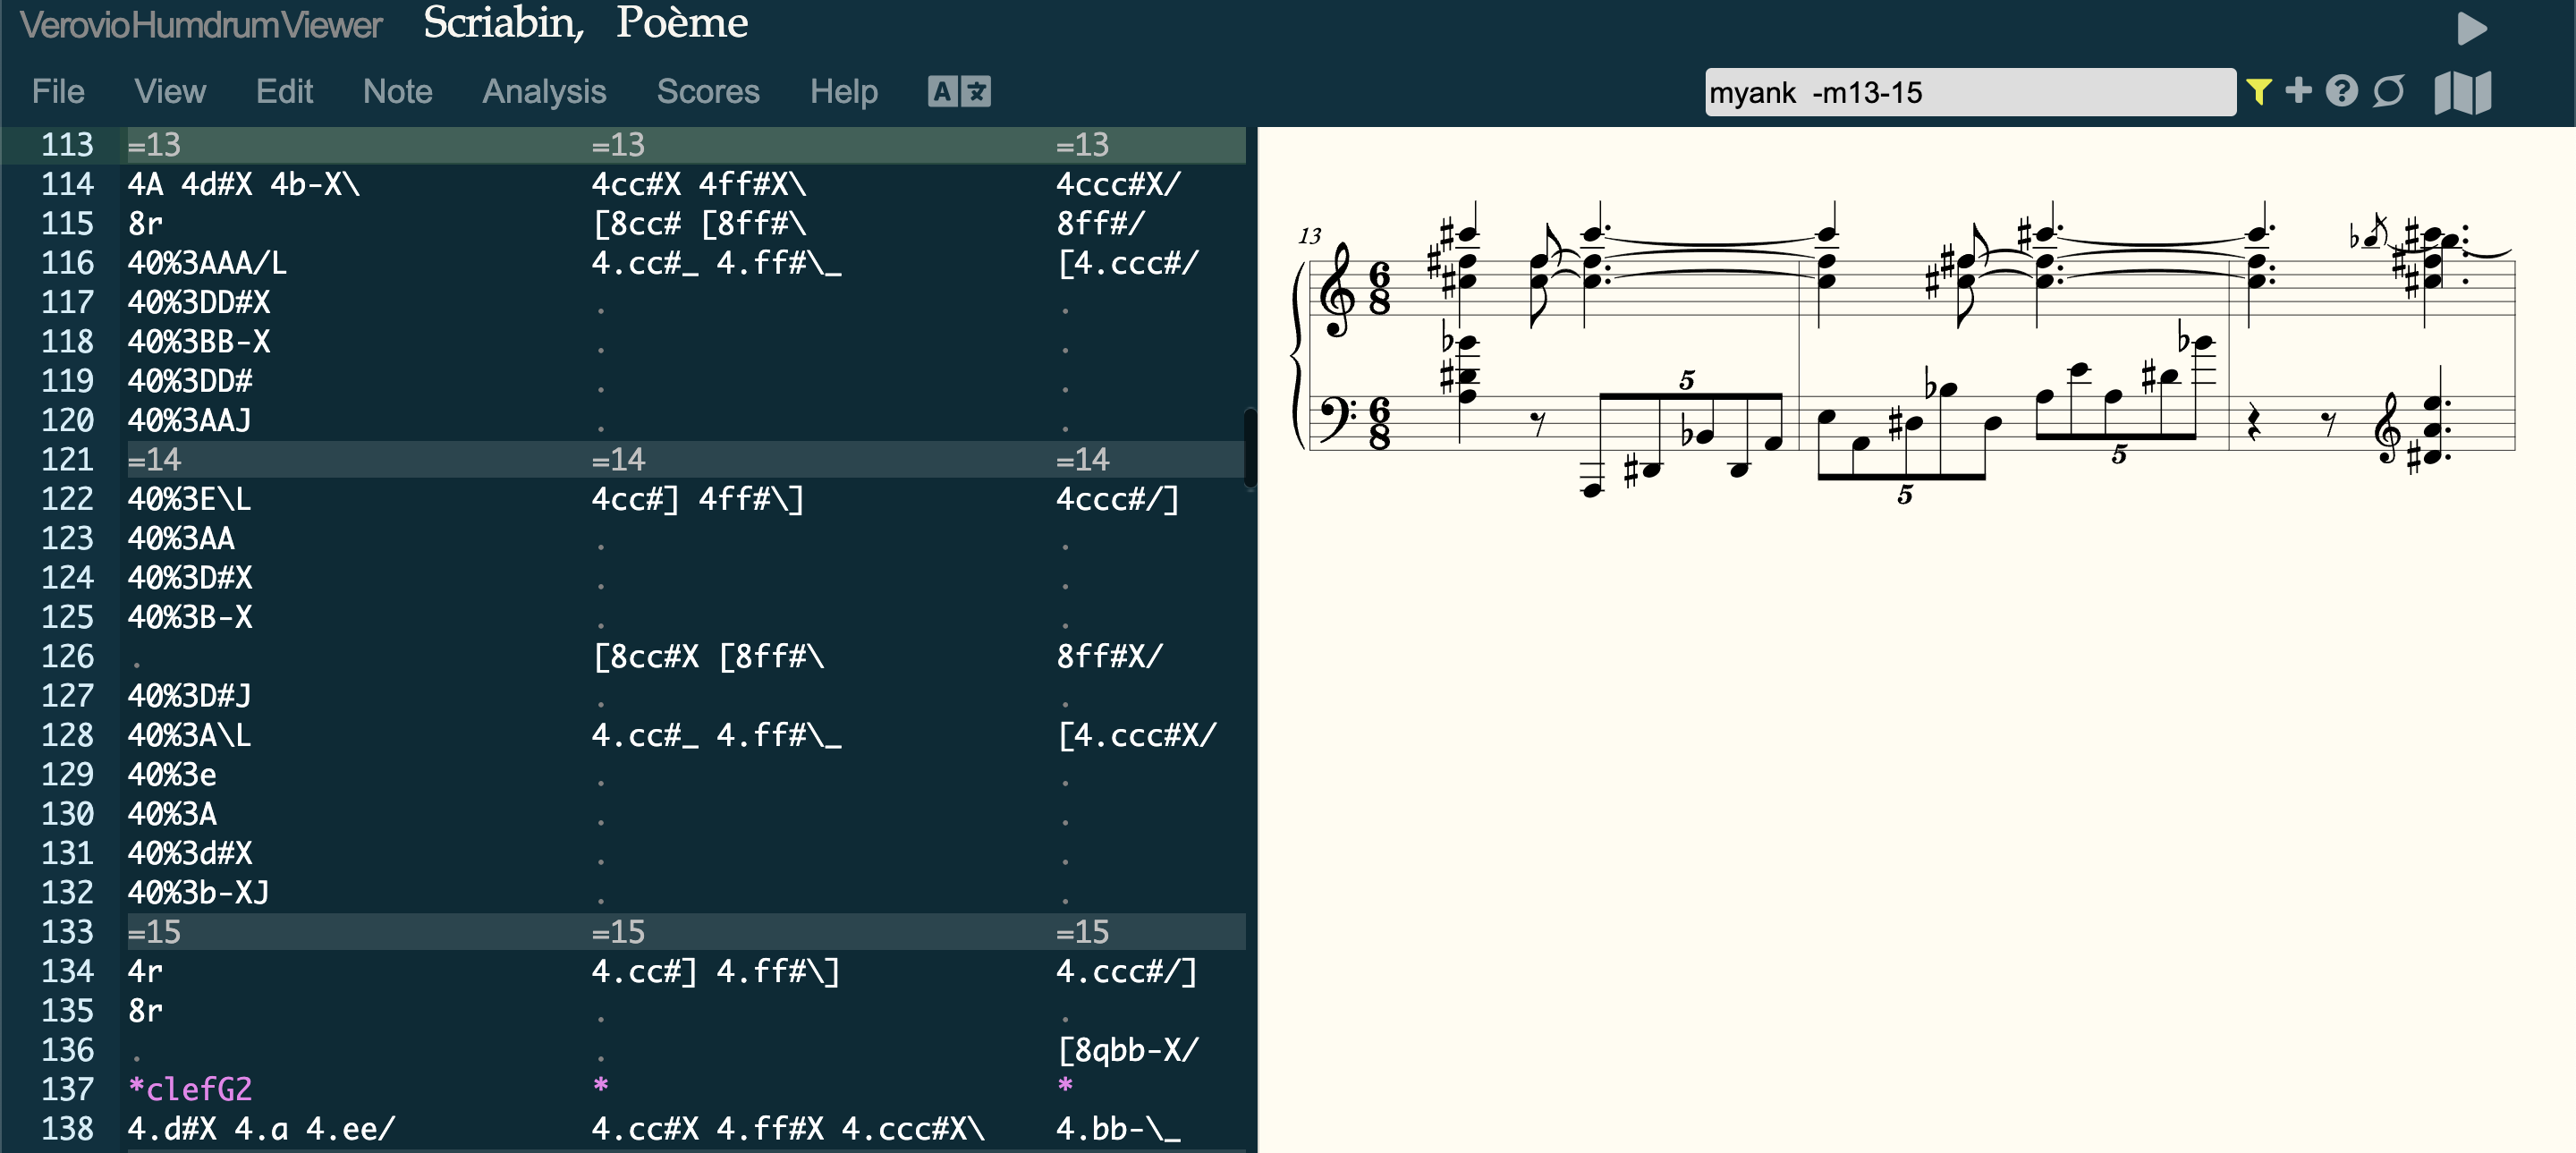 VerovioHumdrumViewer Scriabin, Poème
File View Edit Note Analysis Scores Help A myank -m13-15 ?
113 =13 =13 =13
114 4A 4d#X 4b-X\ 4cc#X 4ff#X\ 4ccc#X/
115 8r [8cc# [8ff#\ 8ff#/
116 40%3AAA/L 4.cc#_ 4.ff#\_ [4.ccc#/
117 40%3DD#X . .
118 40%3BB-X . .
119 40%3DD# . .
120 40%3AAJ . .
121 =14 =14 =14
122 40%3E\L 4cc#] 4ff#\] 4ccc#/]
123 40%3AA . .
124 40%3D#X . .
125 40%3B-X . .
126 . [8cc#X [8ff#\ 8ff#X/
127 40%3D#J . .
128 40%3A\L 4.cc#_ 4.ff#\_ [4.ccc#X/
129 40%3e . .
130 40%3A . .
131 40%3d#X . .
132 40%3b-XJ . .
133 =15 =15 =15
134 4r 4.cc#] 4.ff#\] 4.ccc#/]
135 8r . .
136 . . [8qbb-X/
137 *clefG2 * *
138 4.d#X 4.a 4.ee/ 4.cc#X 4.ff#X 4.ccc#X\ 4.bb-\_
13
6
8
5
6
8
5
5